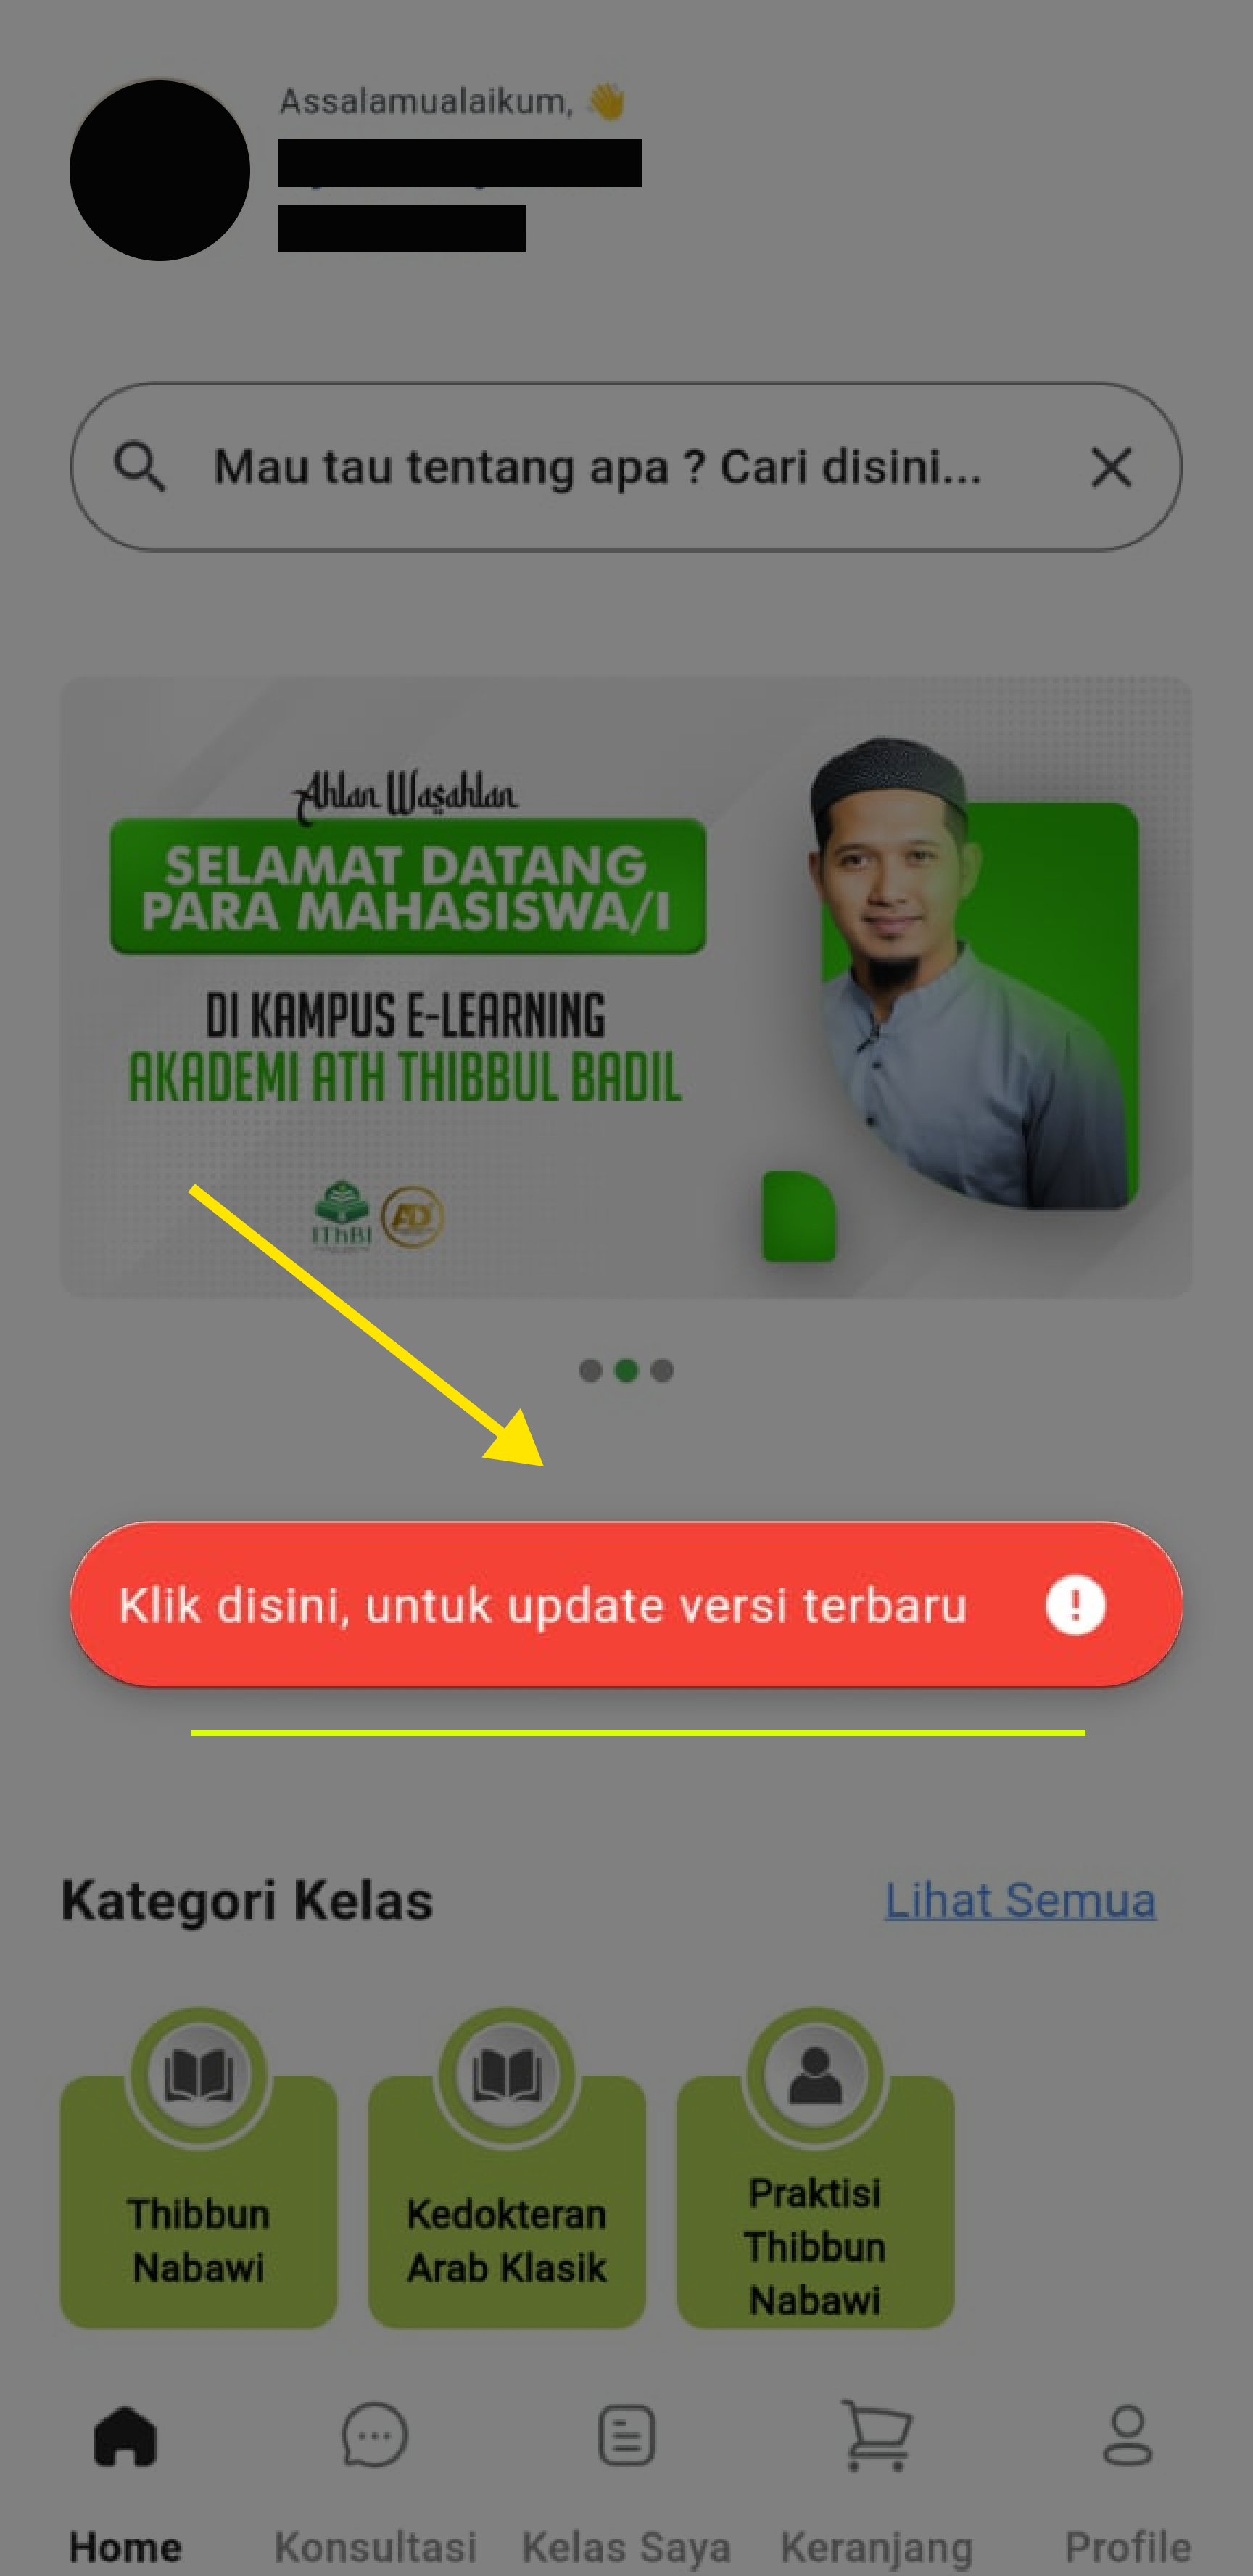 Assalamualaikum, 👋
Mau tau tentang apa ? Cari disini...
Ahlan Wasahlan
SELAMAT DATANG
PARA MAHASISWA/I
DI KAMPUS E-LEARNING
AKADEMI ATH THIBBUL BADIL
IThBI
AD
Klik disini, untuk update versi terbaru
Kategori Kelas
Lihat Semua
Thibbun
Nabawi
Kedokteran
Arab Klasik
Praktisi
Thibbun
Nabawi
Home
Konsultasi
Kelas Saya
Keranjang
Profile